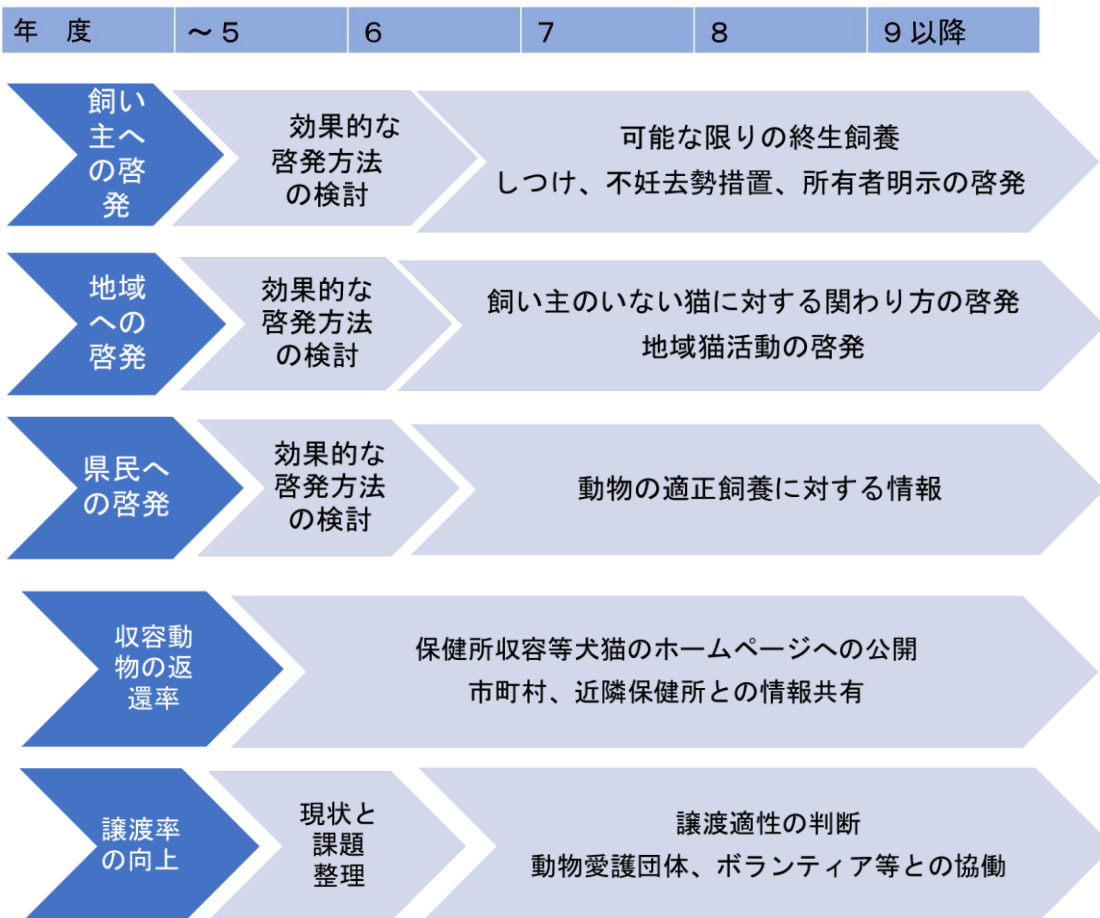 年 度 ～5 6 7 8 9以降
飼い
主へ
の啓
発
効果的な
啓発方法
の検討
可能な限りの終生飼養
しつけ、不妊去勢措置、所有者明示の啓発
地域
への
啓発
効果的な
啓発方法
の検討
飼い主のいない猫に対する関わり方の啓発
地域猫活動の啓発
県民へ
の啓発
効果的な
啓発方法
の検討
動物の適正飼養に対する情報
収容動
物の返
還率
保健所収容等犬猫のホームページへの公開
市町村、近隣保健所との情報共有
譲渡率
の向上
現状と
課題
整理
譲渡適性の判断
動物愛護団体、ボランティア等との協働